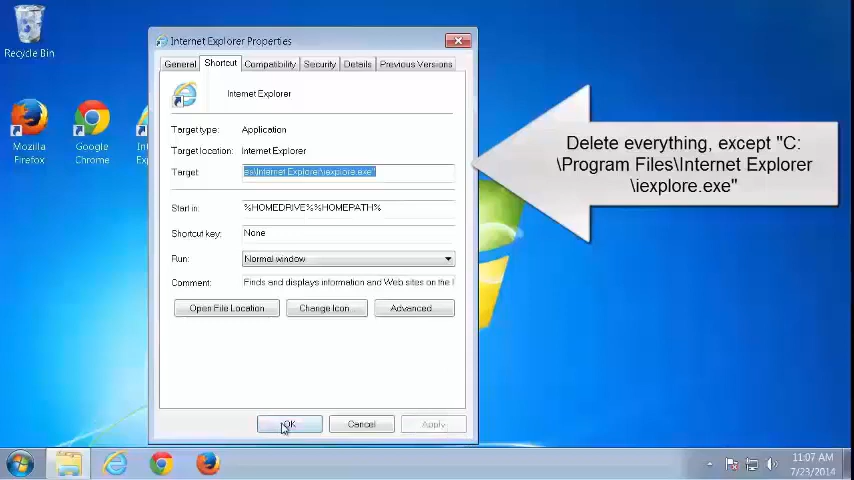 Internet Explorer Properties
Recycle Bin
General
Shortcut
Compatibility
Security
Details
Previous Versions
Internet Explorer
Target type:
Application
Target location:
Internet Explorer
Target:
es\Internet Explorer\iexplore.exe"
Start in:
%HOMEDRIVE%%HOMEPATH%
Shortcut key:
None
Run:
Normal window
Comment:
Finds and displays information and Web sites on the I
Open File Location
Change Icon...
Advanced...
OK
Cancel
Apply
Mozilla
Firefox
Google
Chrome
Int
Exp
Delete everything, except "C:
\Program Files\Internet Explorer
\iexplore.exe"
11:07 AM
7/23/2014